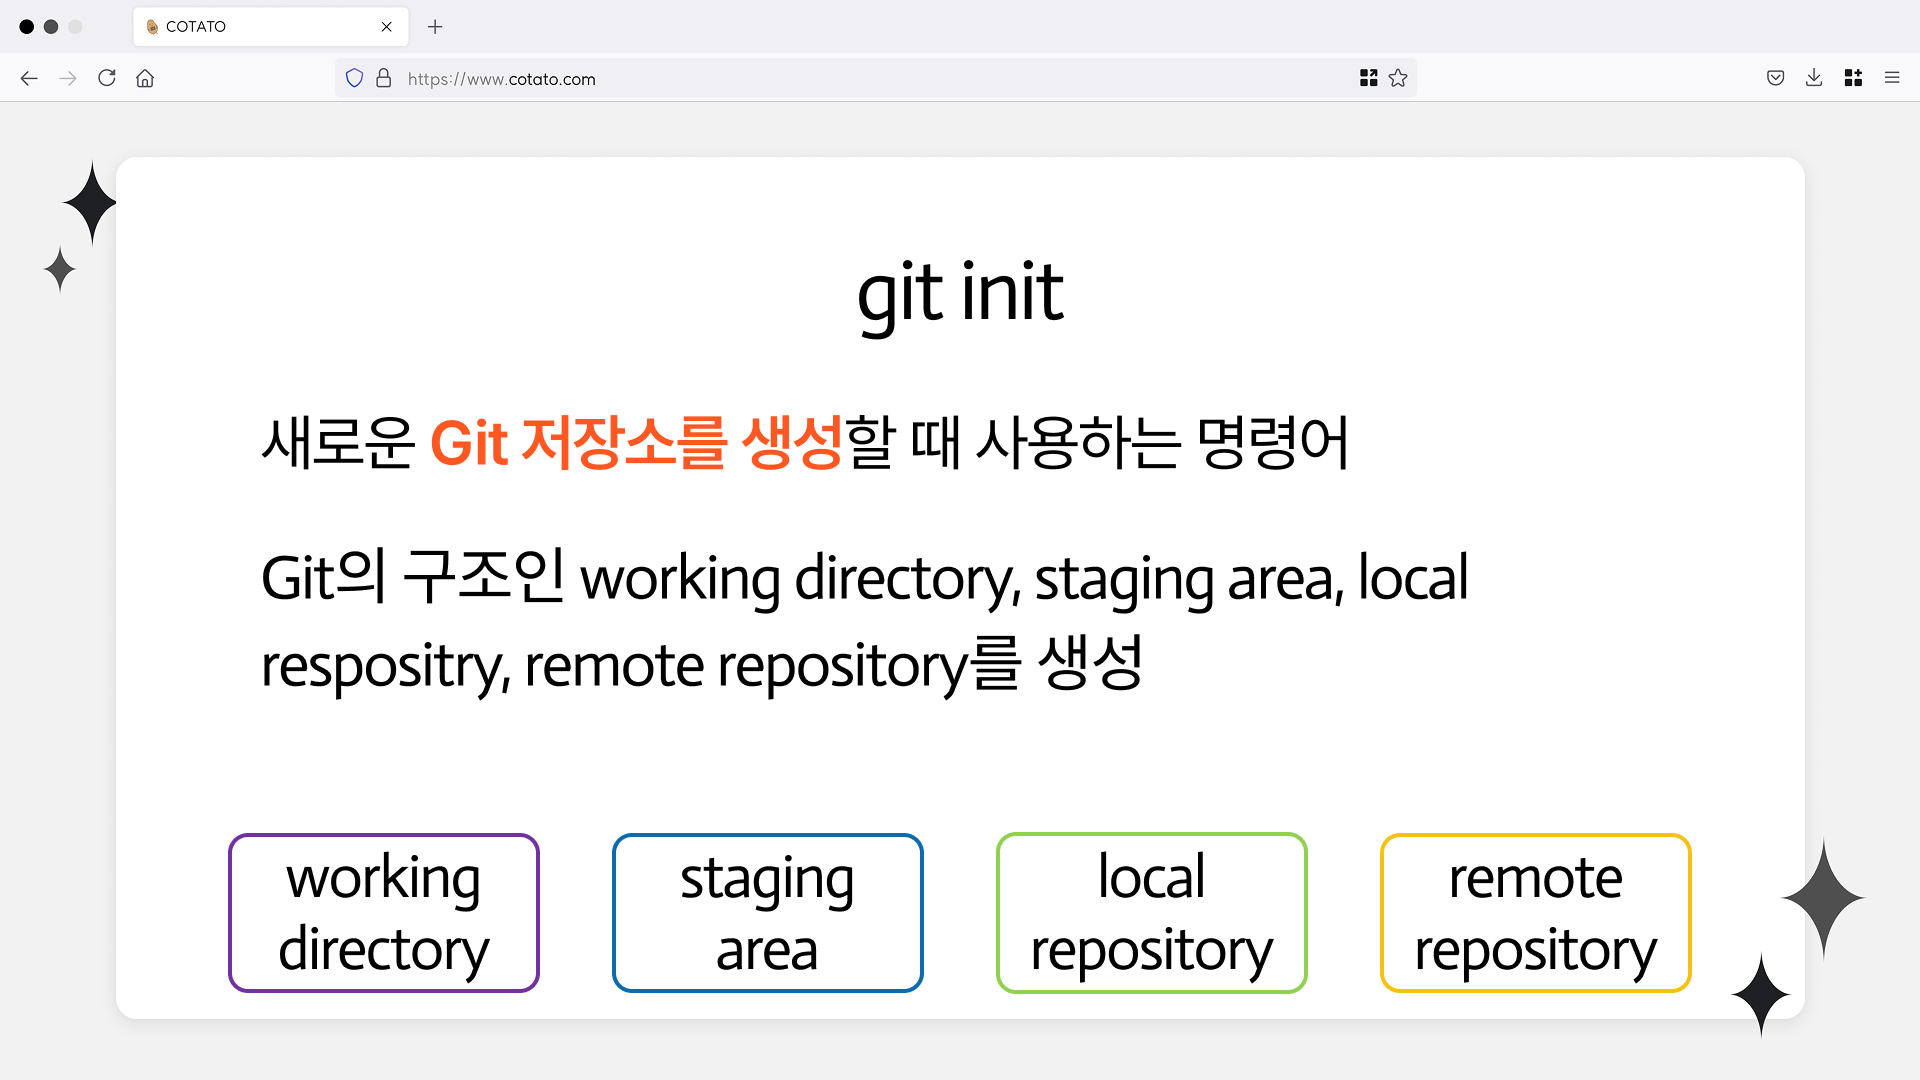 COTATO
https://www.cotato.com
git init
새로운 Git 저장소를 생성할 때 사용하는 명령어
Git의 구조인 working directory, staging area, local
respositry, remote repository를 생성
working
directory
staging
area
local
repository
remote
repository